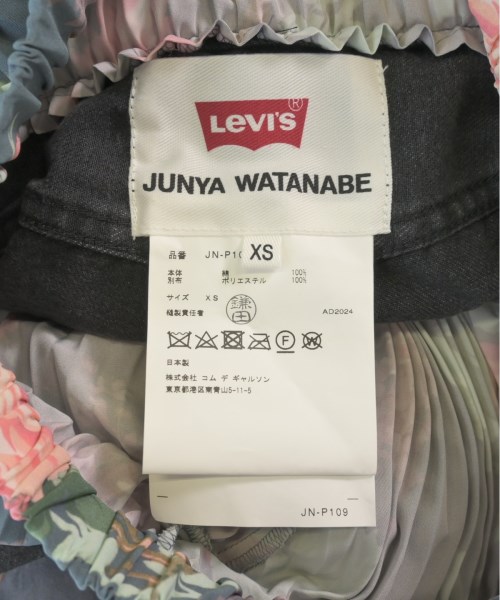 LEVI'S®
JUNYA WATANABE
XS
品番 JN-P10
本体 綿 100%
別布 ポリエステル 100%
サイズ XS
縫製責任者 鎌田 AD2024
日本製
株式会社 コム デ ギャルソン
東京都港区南青山5-11-5
JN-P109